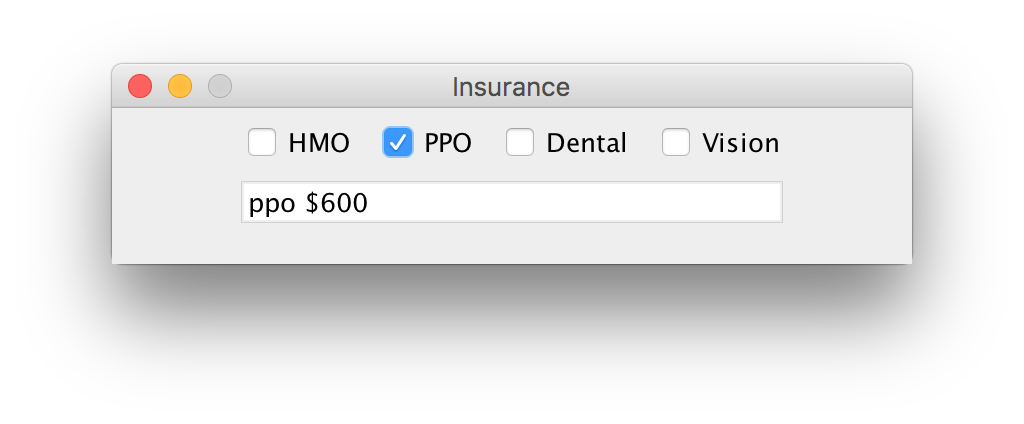 Insurance
HMO PPO Dental Vision
ppo $600